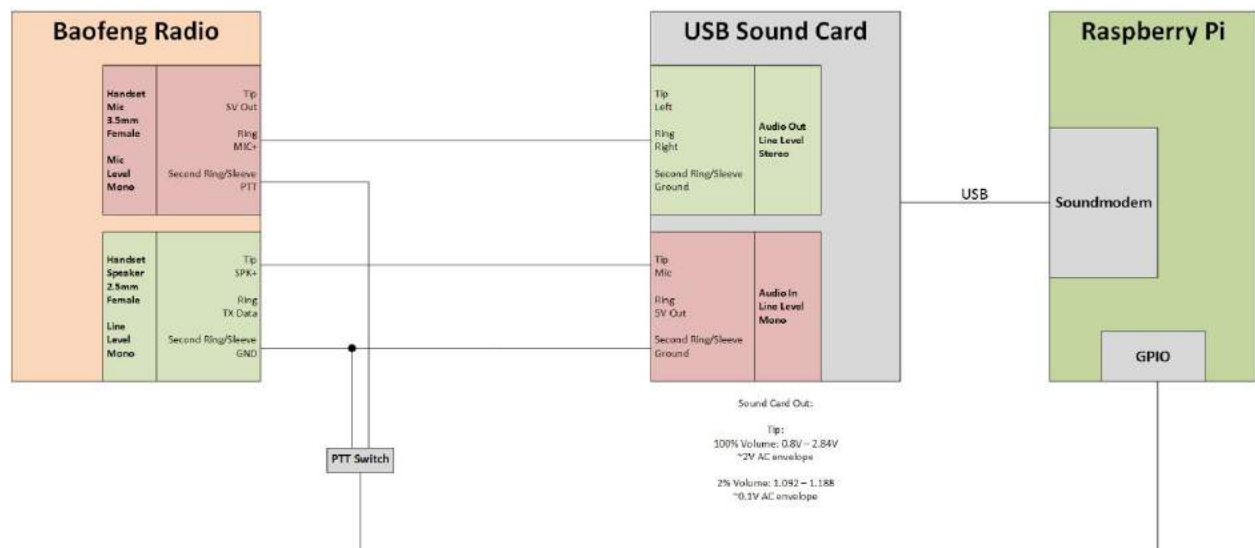 Baofeng Radio
Handset
Mic
3.5mm
Female
Mic
Level
Mono
Tip
5V Out
Ring
MIC+
Second Ring/Sleeve
PTT
Handset
Speaker
2.5mm
Female
Line
Level
Mono
Tip
SPK+
Ring
TX Data
Second Ring/Sleeve
GND
PTT Switch
USB Sound Card
Tip
Left
Ring
Right
Second Ring/Sleeve
Ground
Audio Out
Line Level
Stereo
Tip
Mic
Ring
5V Out
Second Ring/Sleeve
Ground
Audio In
Line Level
Mono
Sound Card Out:
Tip:
100% Volume: 0.8V – 2.84V
~2V AC envelope
2% Volume: 1.092 – 1.188
~0.1V AC envelope
USB
Raspberry Pi
Soundmodem
GPIO